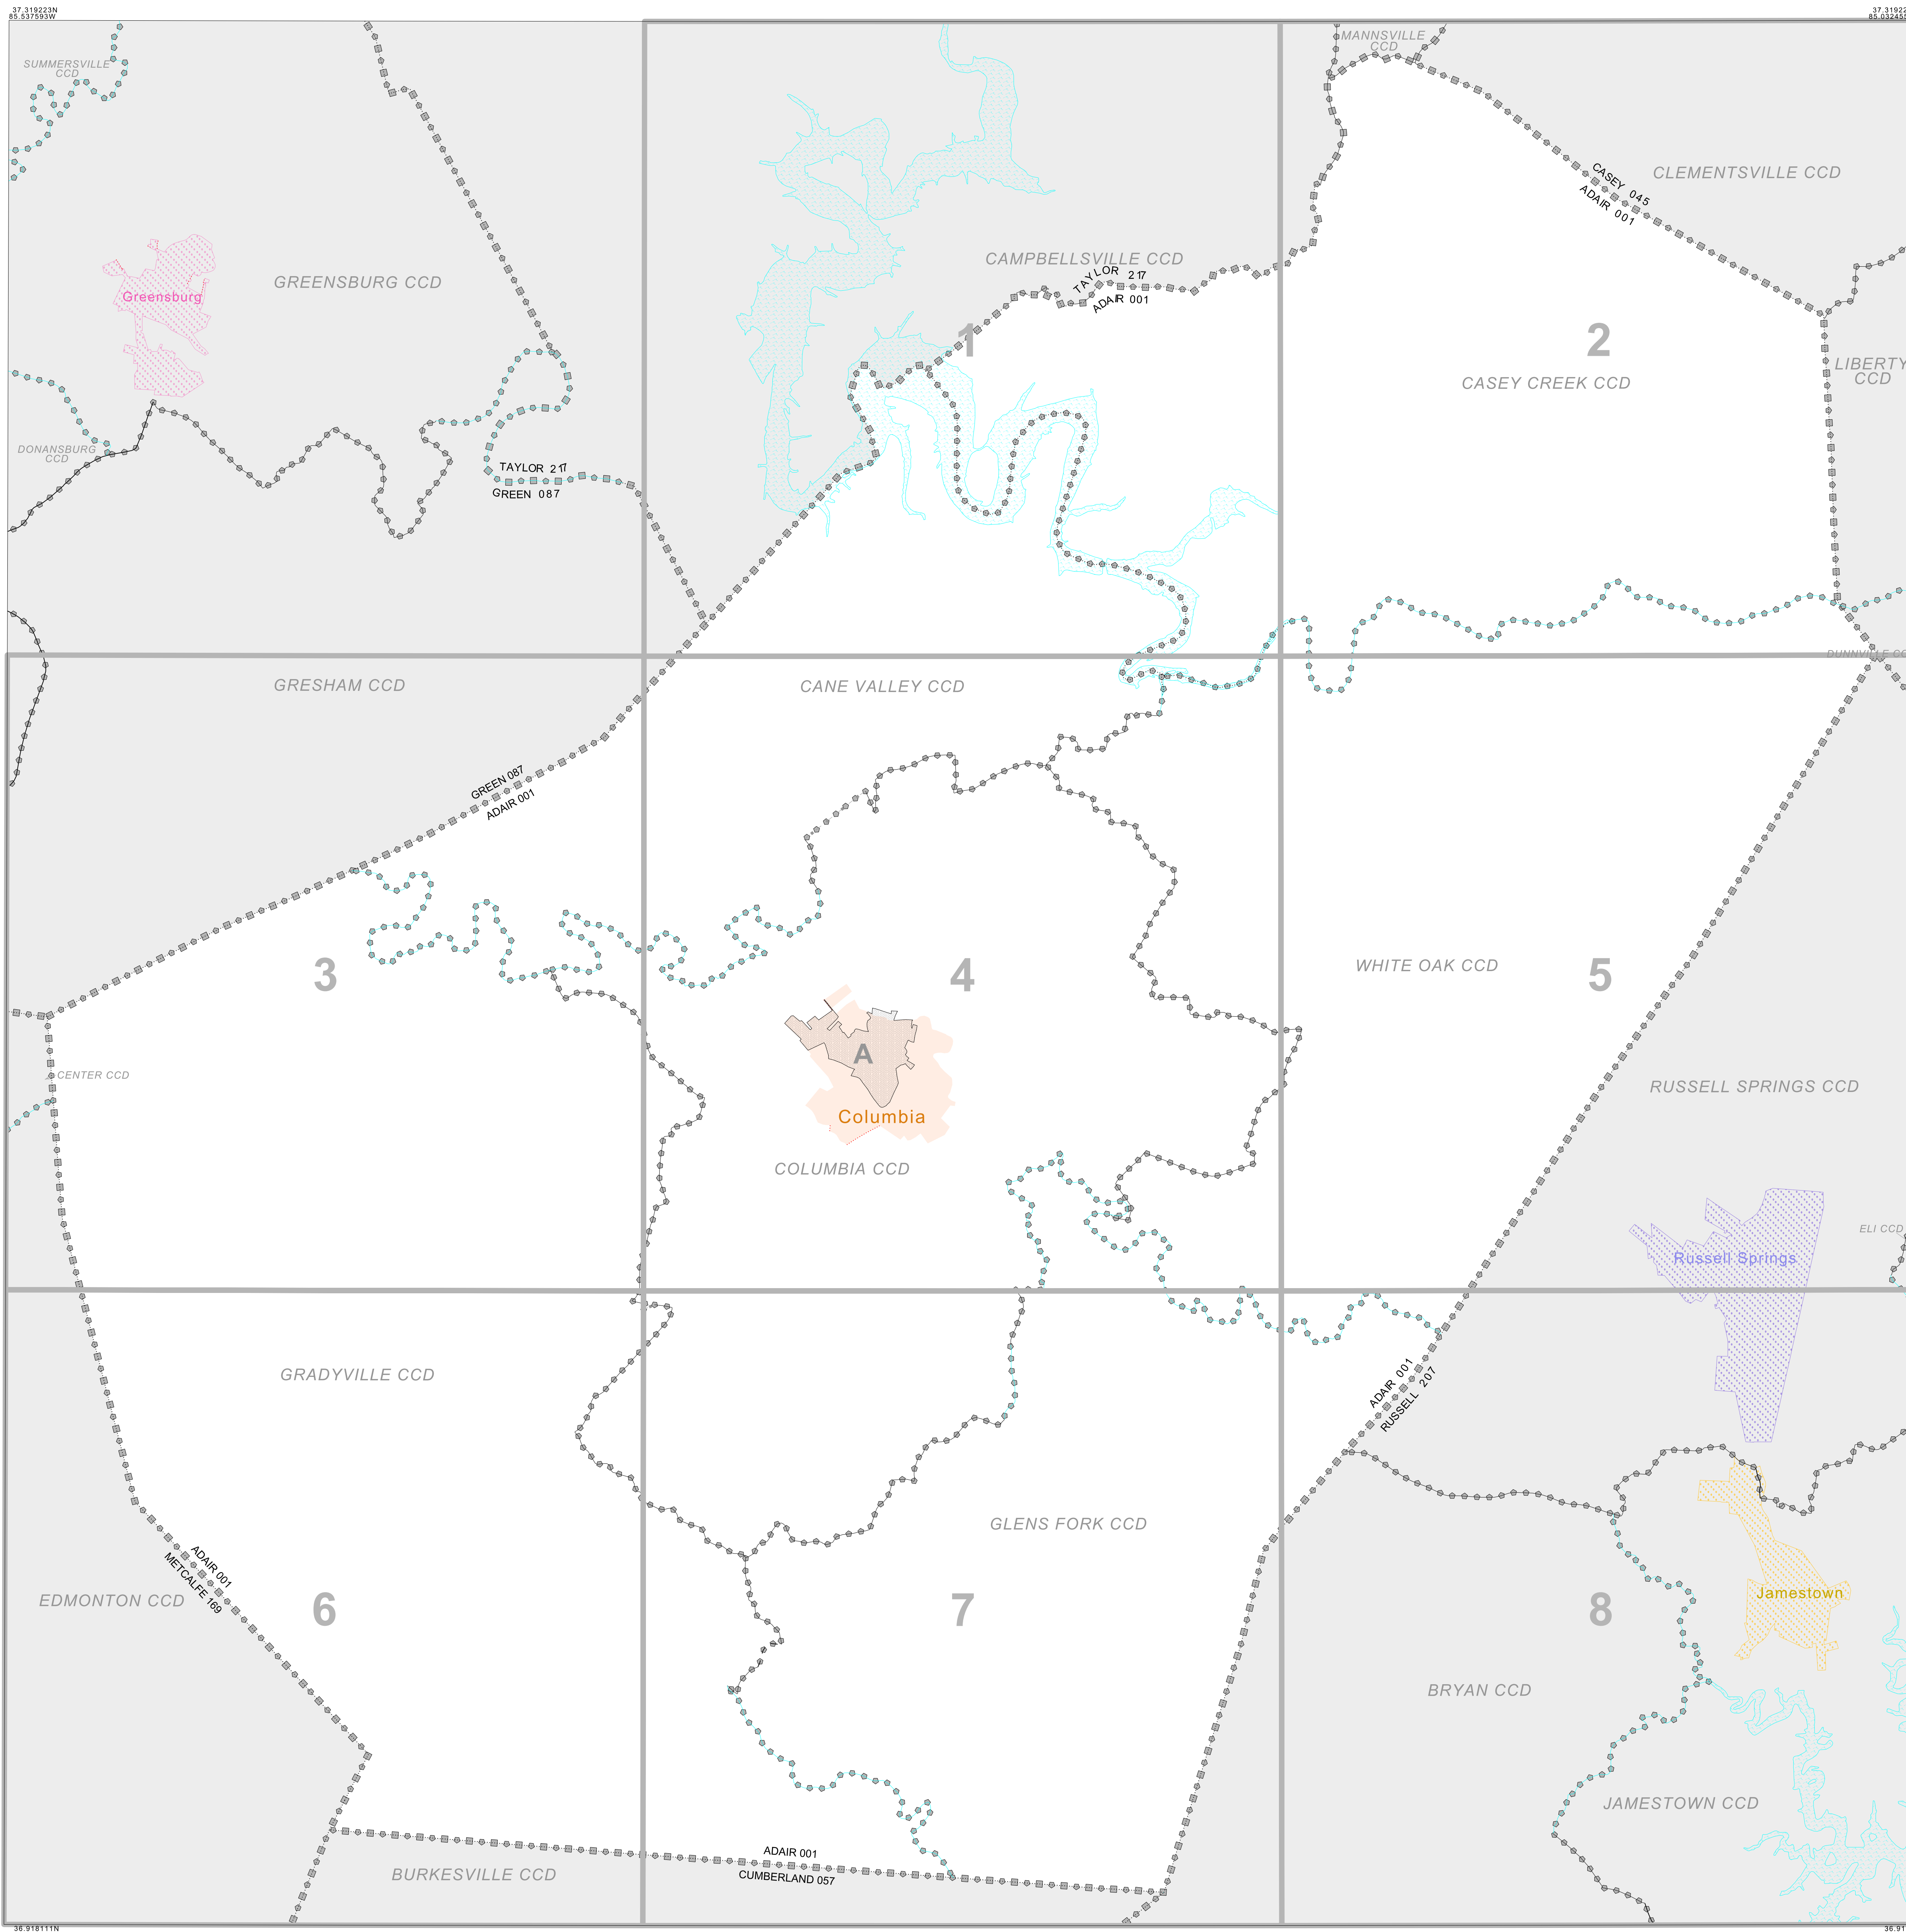 37.319223N
85.537593W
37.31922
85.032455
SUMMERSVILLE
CCD
MANNSVILLE
CCD
CLEMENTSVILLE CCD
CASEY 045
ADAIR 001
CAMPBELLSVILLE CCD
TAYLOR 217
ADAIR 001
GREENSBURG CCD
Greensburg
1
2
LIBERTY
CCD
CASEY CREEK CCD
DONANSBURG
CCD
TAYLOR 217
GREEN 087
DUNNVILLE CC
GRESHAM CCD
CANE VALLEY CCD
GREEN 087
ADAIR 001
3
4
WHITE OAK CCD
5
A
CENTER CCD
RUSSELL SPRINGS CCD
Columbia
COLUMBIA CCD
ELI CCD
Russell Springs
GRADYVILLE CCD
ADAIR 001
RUSSELL 207
GLENS FORK CCD
ADAIR 001
METCALFE 169
EDMONTON CCD
6
7
8
Jamestown
BRYAN CCD
JAMESTOWN CCD
ADAIR 001
CUMBERLAND 057
BURKESVILLE CCD
36.918111N
36.91